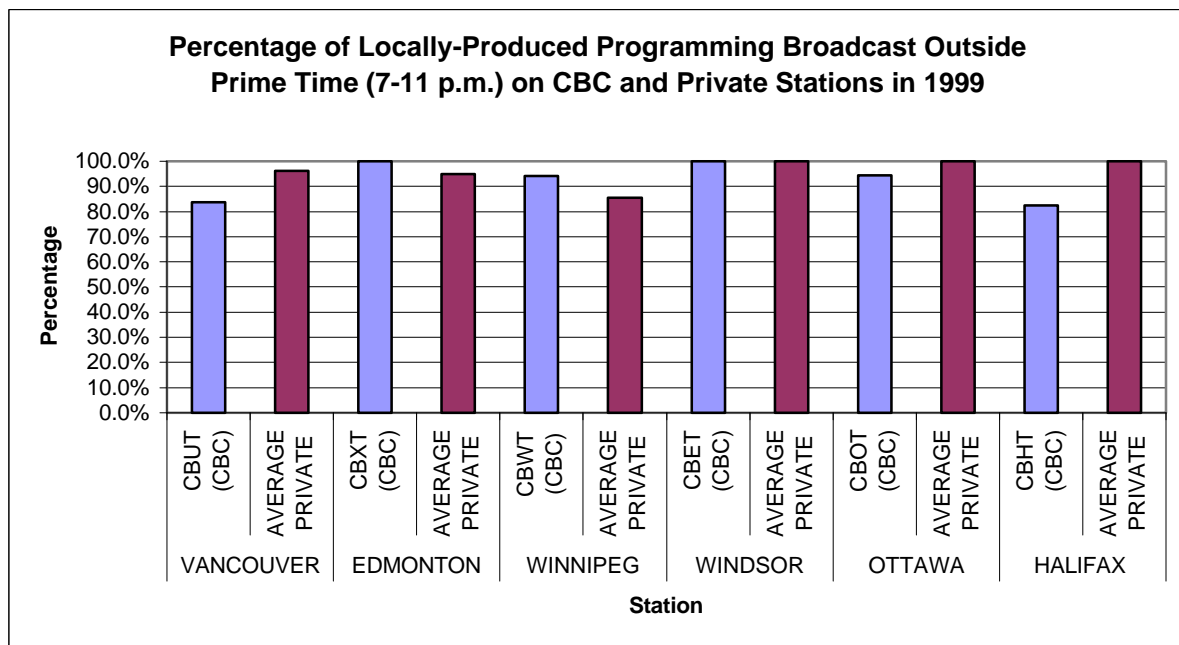 Percentage of Locally-Produced Programming Broadcast Outside
Prime Time (7-11 p.m.) on CBC and Private Stations in 1999
Percentage
100.0%
90.0%
80.0%
70.0%
60.0%
50.0%
40.0%
30.0%
20.0%
10.0%
0.0%
CBUT
(CBC)
AVERAGE
PRIVATE
CBXT
(CBC)
AVERAGE
PRIVATE
CBWT
(CBC)
AVERAGE
PRIVATE
CBET
(CBC)
AVERAGE
PRIVATE
CBOT
(CBC)
AVERAGE
PRIVATE
CBHT
(CBC)
AVERAGE
PRIVATE
VANCOUVER
EDMONTON
WINNIPEG
WINDSOR
OTTAWA
HALIFAX
Station